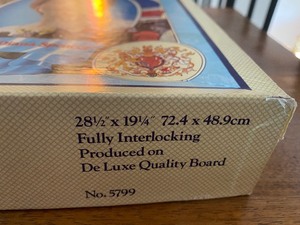 28½" x 19¼" 72.4 x 48.9cm
Fully Interlocking
Produced on
De Luxe Quality Board
No. 5799